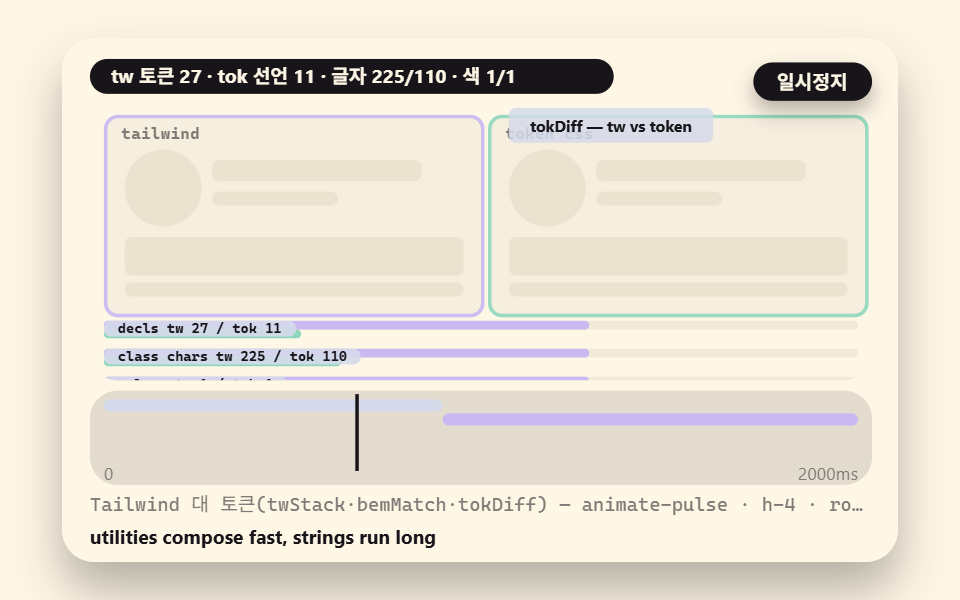 tw 토큰 27 · tok 선언 11 · 글자 225/110 · 색 1/1
일시정지
tailwind
tokDiff — tw vs token
decls tw 27 / tok 11
class chars tw 225 / tok 110
0
2000ms
Tailwind 대 토큰(twStack·bemMatch·tokDiff) — animate-pulse · h-4 · ro…
utilities compose fast, strings run long